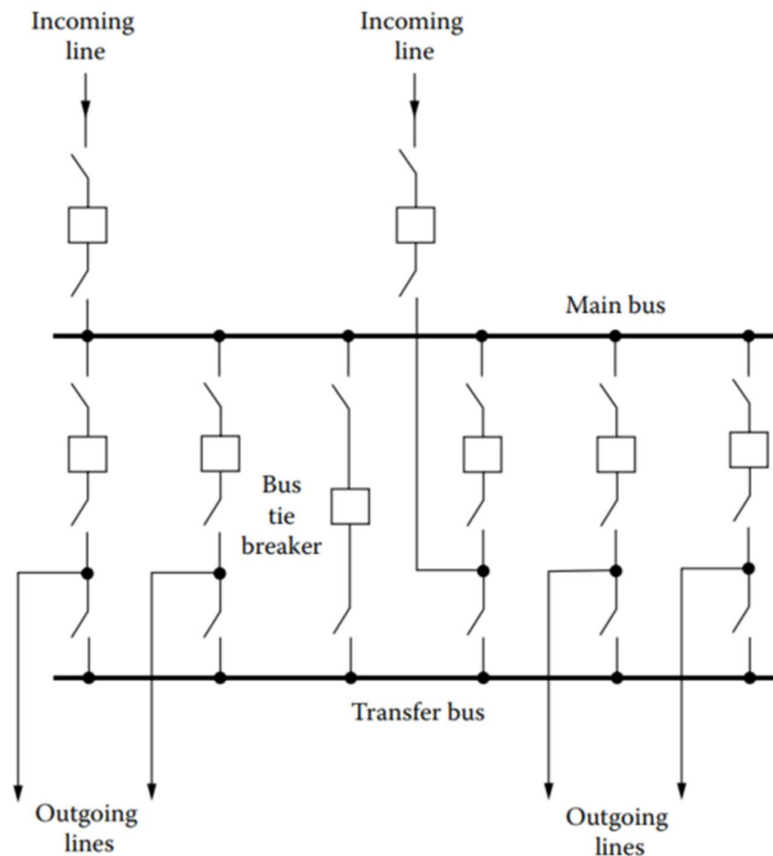 Incoming
line
Incoming
line
Main bus
Bus
tie
breaker
Transfer bus
Outgoing
lines
Outgoing
lines